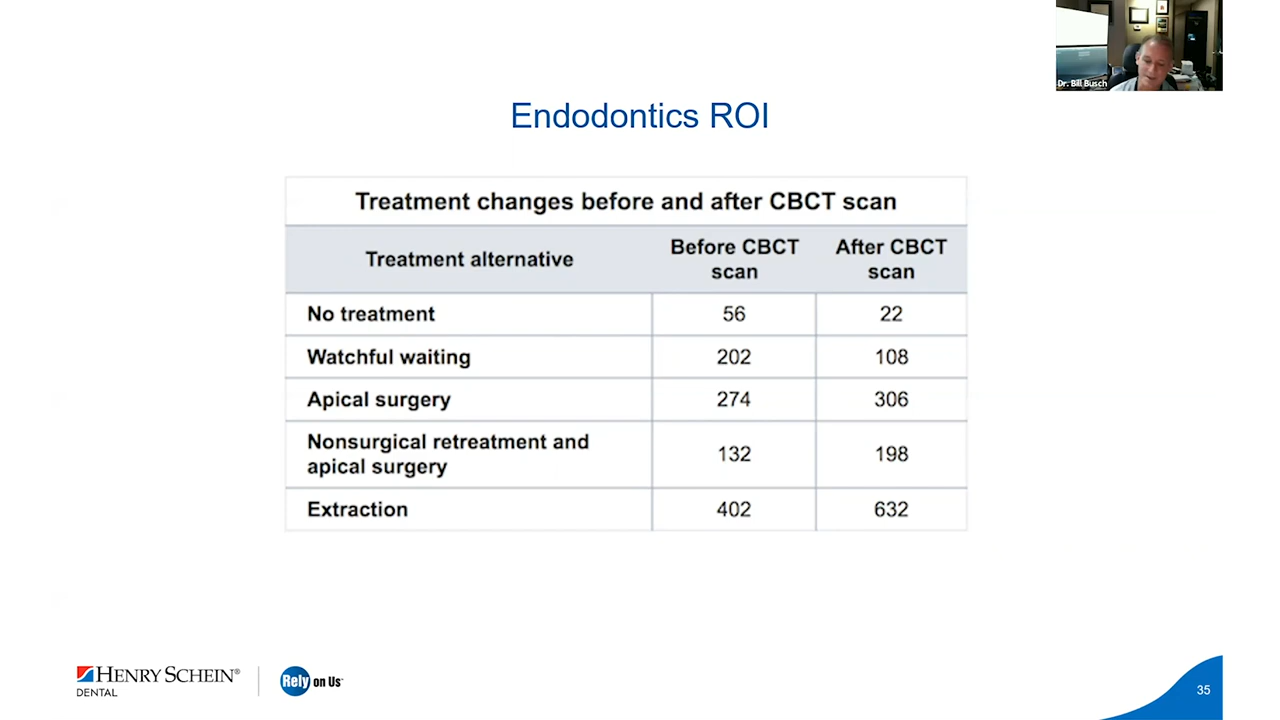 Dr. Bill Busch
Endodontics ROI
Treatment changes before and after CBCT scan
Treatment alternative
Before CBCT
scan
After CBCT
scan
No treatment 56 22
Watchful waiting 202 108
Apical surgery 274 306
Nonsurgical retreatment and
apical surgery 132 198
Extraction 402 632
HENRY SCHEIN®
DENTAL
Rely on Us™
35